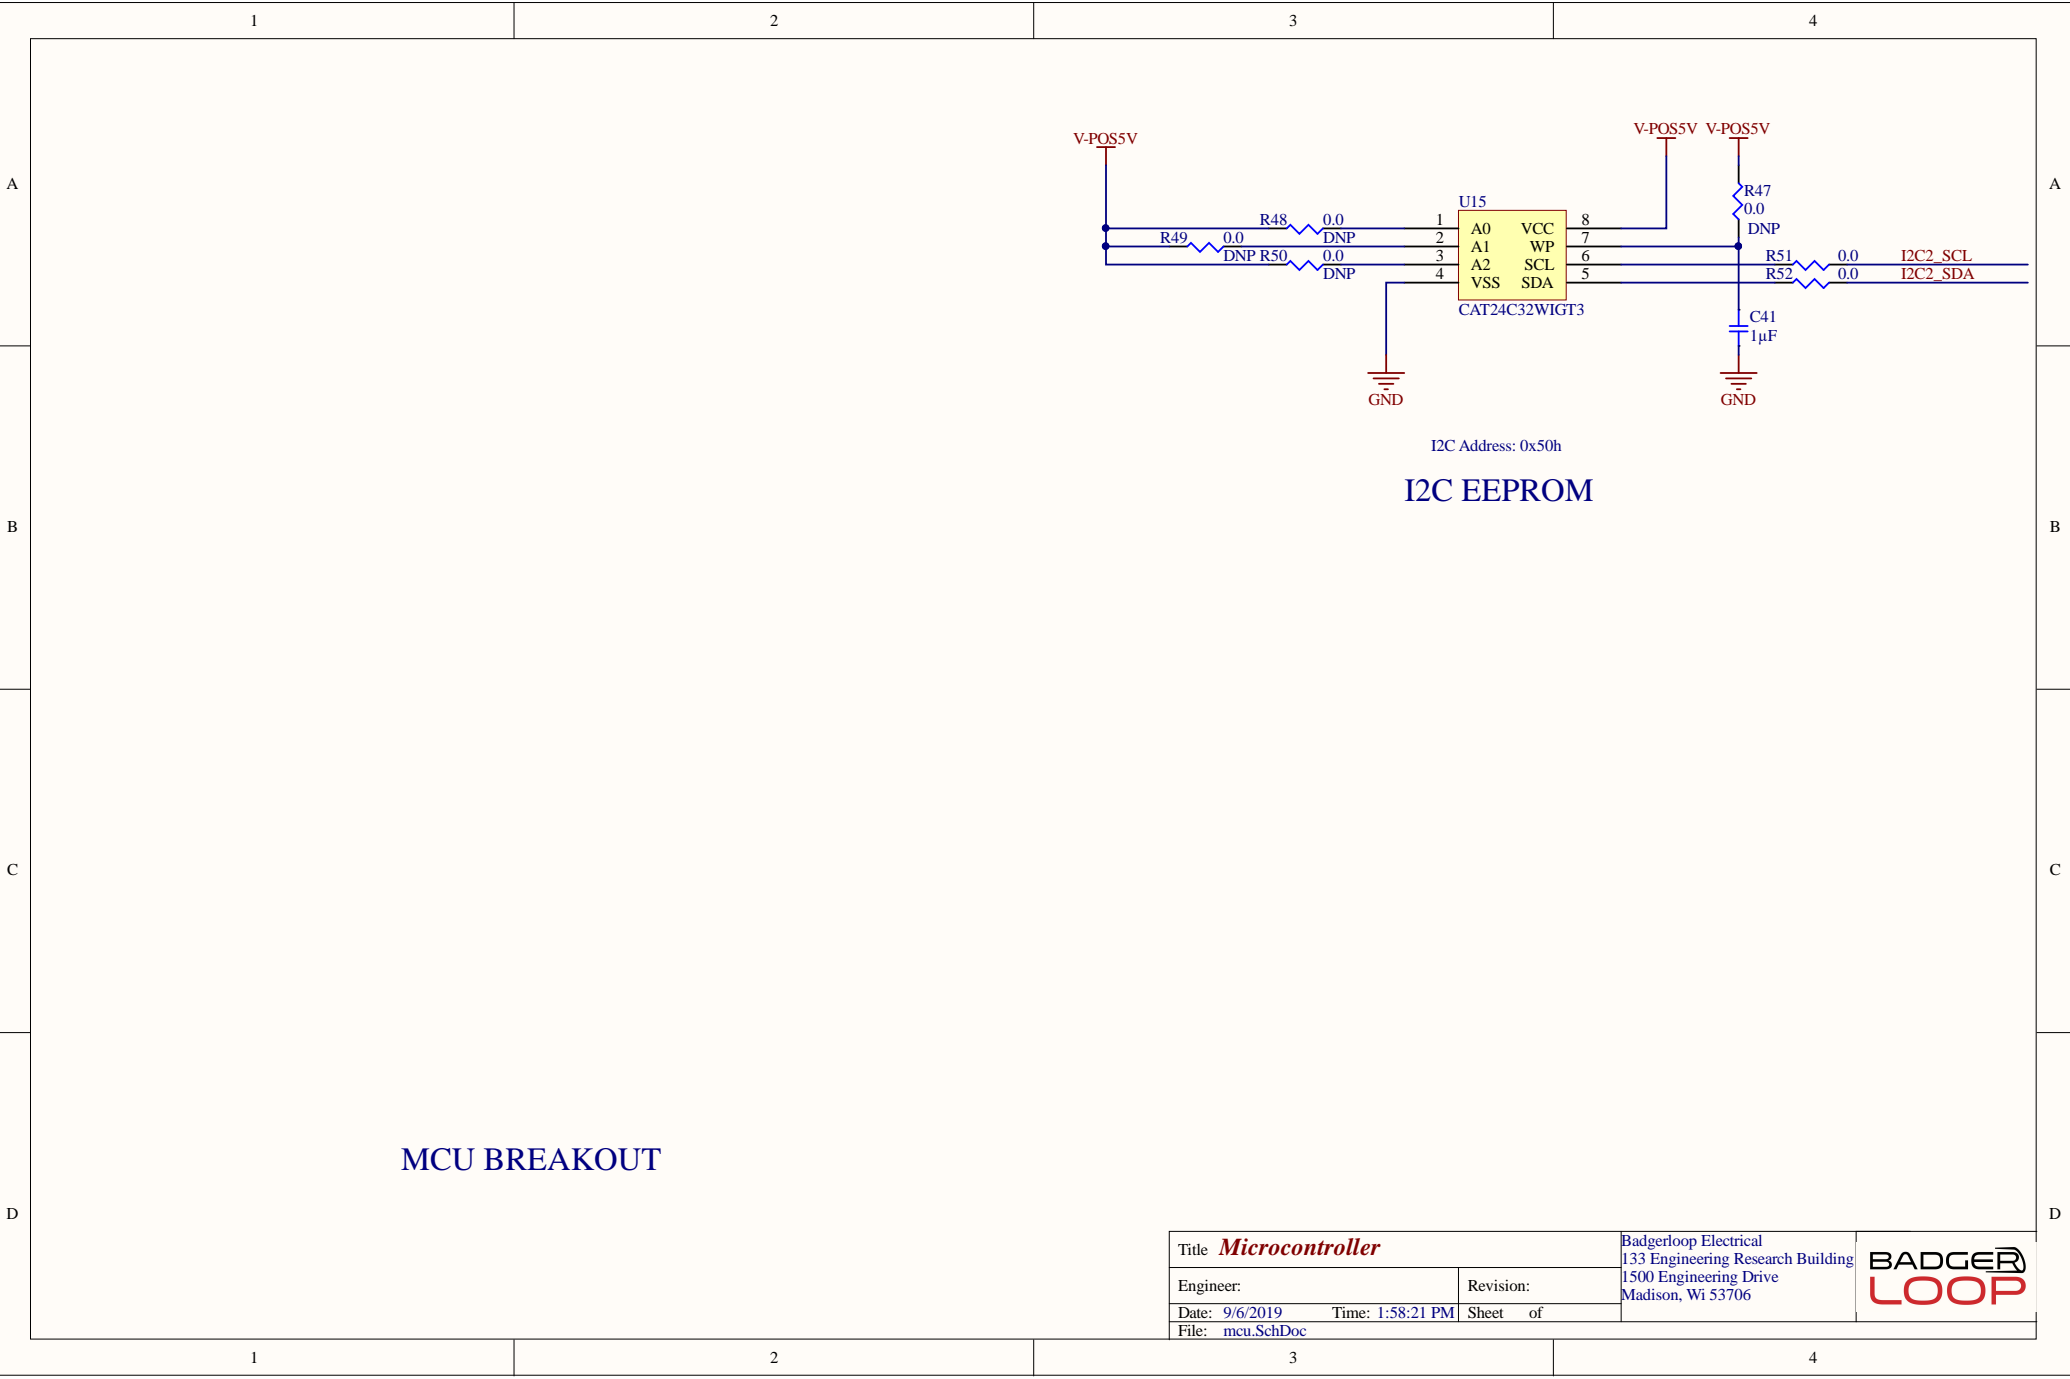 1 2 3 4
A A
B B
C C
D D
V-POS5V
V-POS5V V-POS5V
R47
0.0
DNP
U15
R48 0.0
DNP
R49 0.0
DNP
R50 0.0
DNP
1 A0 VCC 8
2 A1 WP 7
3 A2 SCL 6
4 VSS SDA 5
CAT24C32WIGT3
R51 0.0 I2C2_SCL
R52 0.0 I2C2_SDA
C41
1µF
GND
GND
I2C Address: 0x50h
I2C EEPROM
MCU BREAKOUT
Title Microcontroller
Engineer: Revision:
Date: 9/6/2019 Time: 1:58:21 PM Sheet of
File: mcu.SchDoc
Badgerloop Electrical
133 Engineering Research Building
1500 Engineering Drive
Madison, Wi 53706
BADGER
LOOP
1 2 3 4